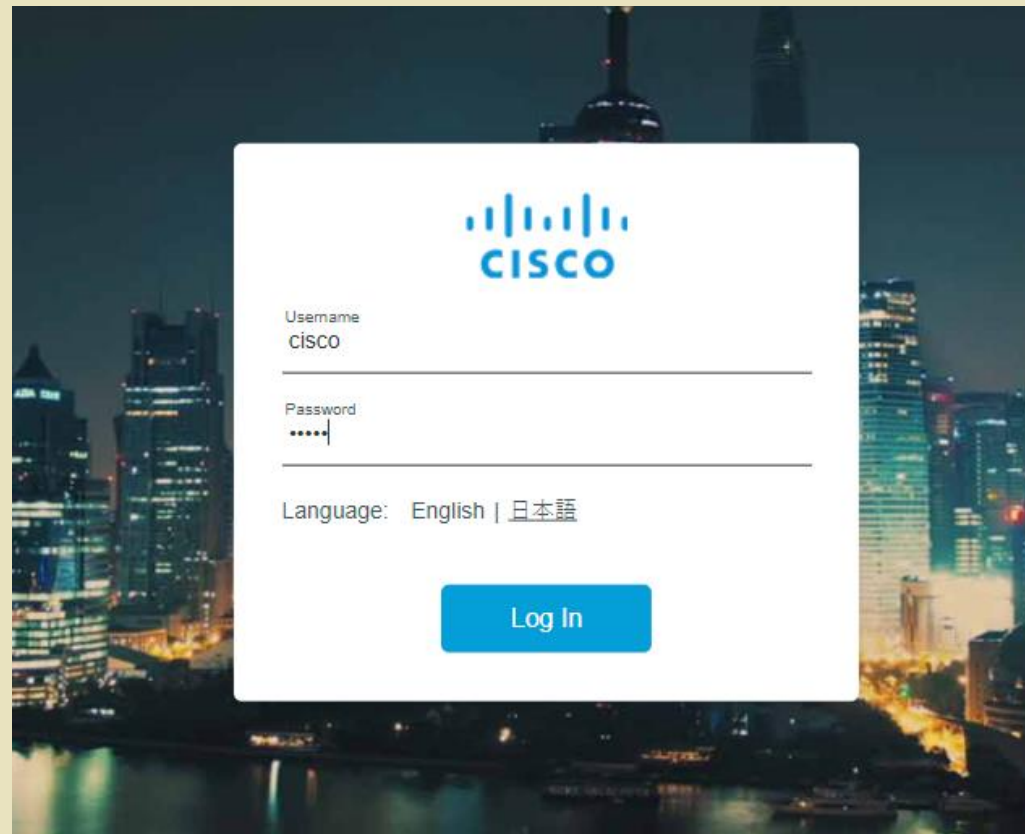 CISCO
Username
cisco
Password
•••••
Language: English | 日本語
Log In